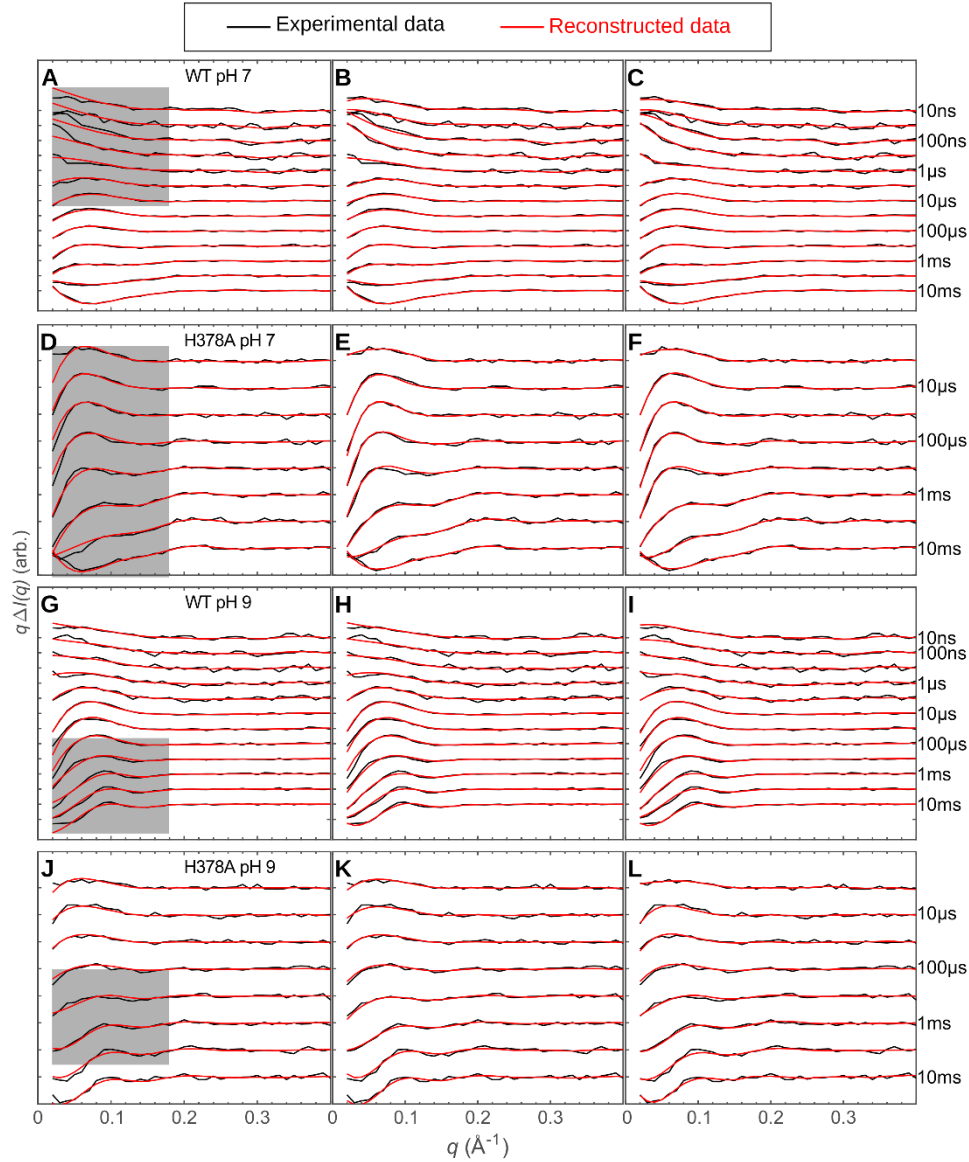 Experimental data Reconstructed data
A WT pH 7 B C
10ns
100ns
1µs
10µs
100µs
1ms
10ms
D H378A pH 7 E F
10µs
100µs
1ms
10ms
q ΔI(q) (arb.)
G WT pH 9 H I
10ns
100ns
1µs
10µs
100µs
1ms
10ms
J H378A pH 9 K L
10µs
100µs
1ms
10ms
0 0.1 0.2 0.3 0 0.1 0.2 0.3 0 0.1 0.2 0.3
q (Å⁻¹)